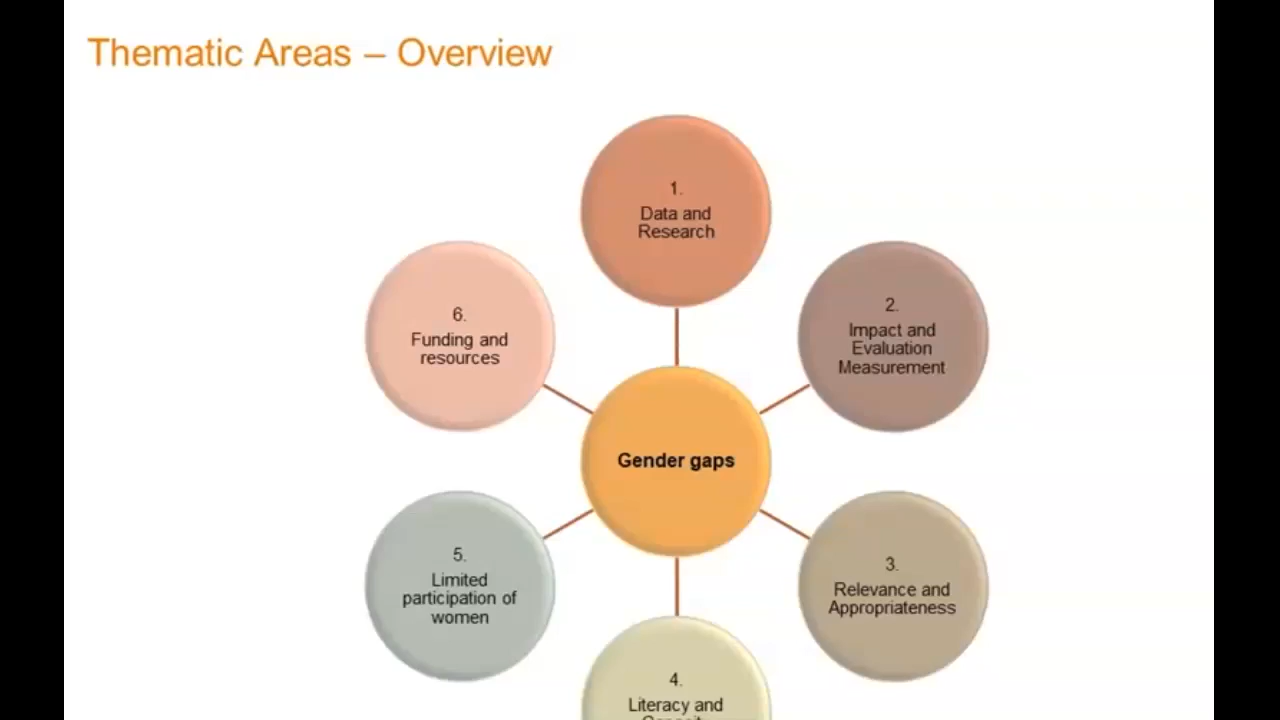 Thematic Areas – Overview
1.
Data and
Research
2.
Impact and
Evaluation
Measurement
3.
Relevance and
Appropriateness
4.
Literacy and
5.
Limited
participation of
women
6.
Funding and
resources
Gender gaps